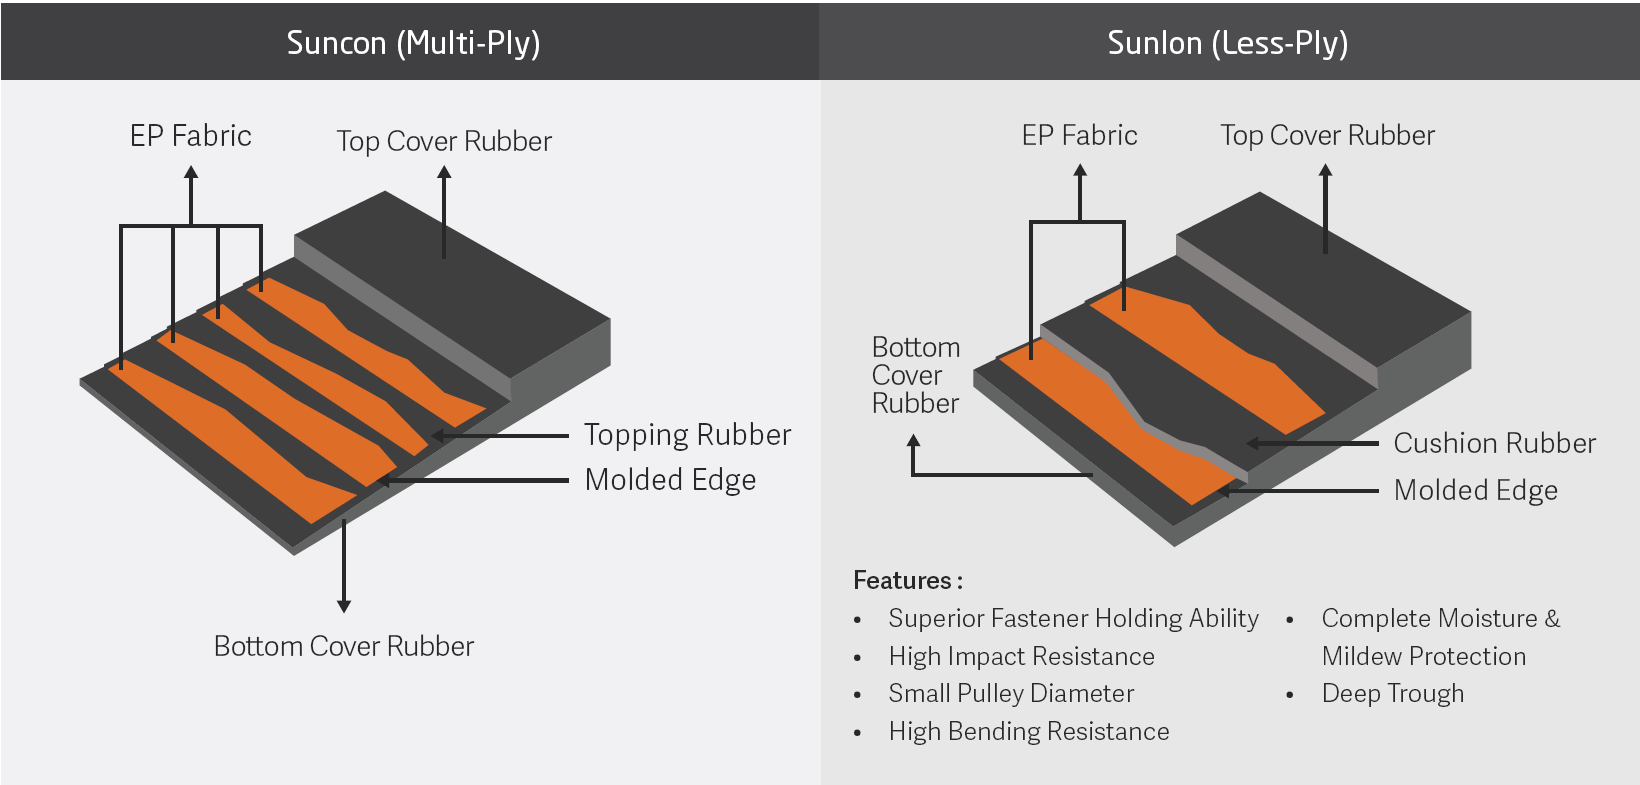 Suncon (Multi-Ply)
EP Fabric
Top Cover Rubber
Topping Rubber
Molded Edge
Bottom Cover Rubber
Sunlon (Less-Ply)
EP Fabric
Top Cover Rubber
Bottom
Cover
Rubber
Cushion Rubber
Molded Edge
Features :
• Superior Fastener Holding Ability
• High Impact Resistance
• Small Pulley Diameter
• High Bending Resistance
• Complete Moisture &
Mildew Protection
• Deep Trough